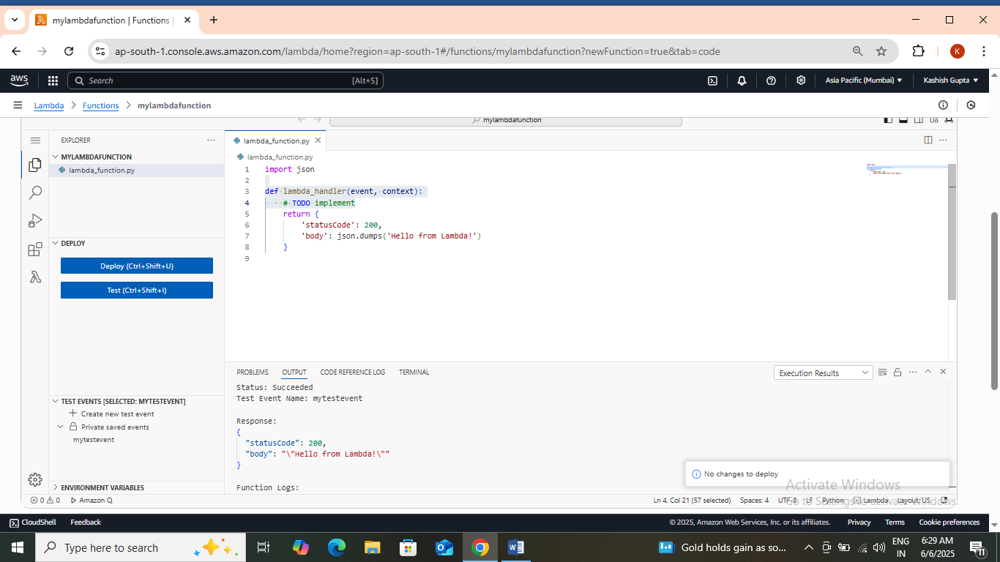 mylambdafunction | Functions
ap-south-1.console.aws.amazon.com/lambda/home?region=ap-south-1#/functions/mylambdafunction?newFunction=true&tab=code
K
aws Search [Alt+S] Asia Pacific (Mumbai) Kashish Gupta
Lambda > Functions > mylambdafunction
mylambdafunction
EXPLORER
MYLAMBDAFUNCTION
lambda_function.py
DEPLOY
Deploy (Ctrl+Shift+U)
Test (Ctrl+Shift+I)
TEST EVENTS [SELECTED: MYTESTEVENT]
Create new test event
Private saved events
mytestevent
ENVIRONMENT VARIABLES
lambda_function.py
lambda_function.py
1 import json
2
3 def lambda_handler(event, context):
4 # TODO implement
5 return {
6 'statusCode': 200,
7 'body': json.dumps('Hello from Lambda!')
8 }
9
PROBLEMS OUTPUT CODE REFERENCE LOG TERMINAL Execution Results
Status: Succeeded
Test Event Name: mytestevent
Response:
{
"statusCode": 200,
"body": "\"Hello from Lambda!\""
}
Function Logs:
No changes to deploy
Activate Windows
Go to Settings to activate Windows.
0 0 Amazon Q Ln 4, Col 21 (57 selected) Spaces: 4 UTF-8 LF Python Lambda Layout: US
CloudShell Feedback © 2025, Amazon Web Services, Inc. or its affiliates. Privacy Terms Cookie preferences
Type here to search Gold holds gain as so... ENG IN 6:29 AM 6/6/2025 11